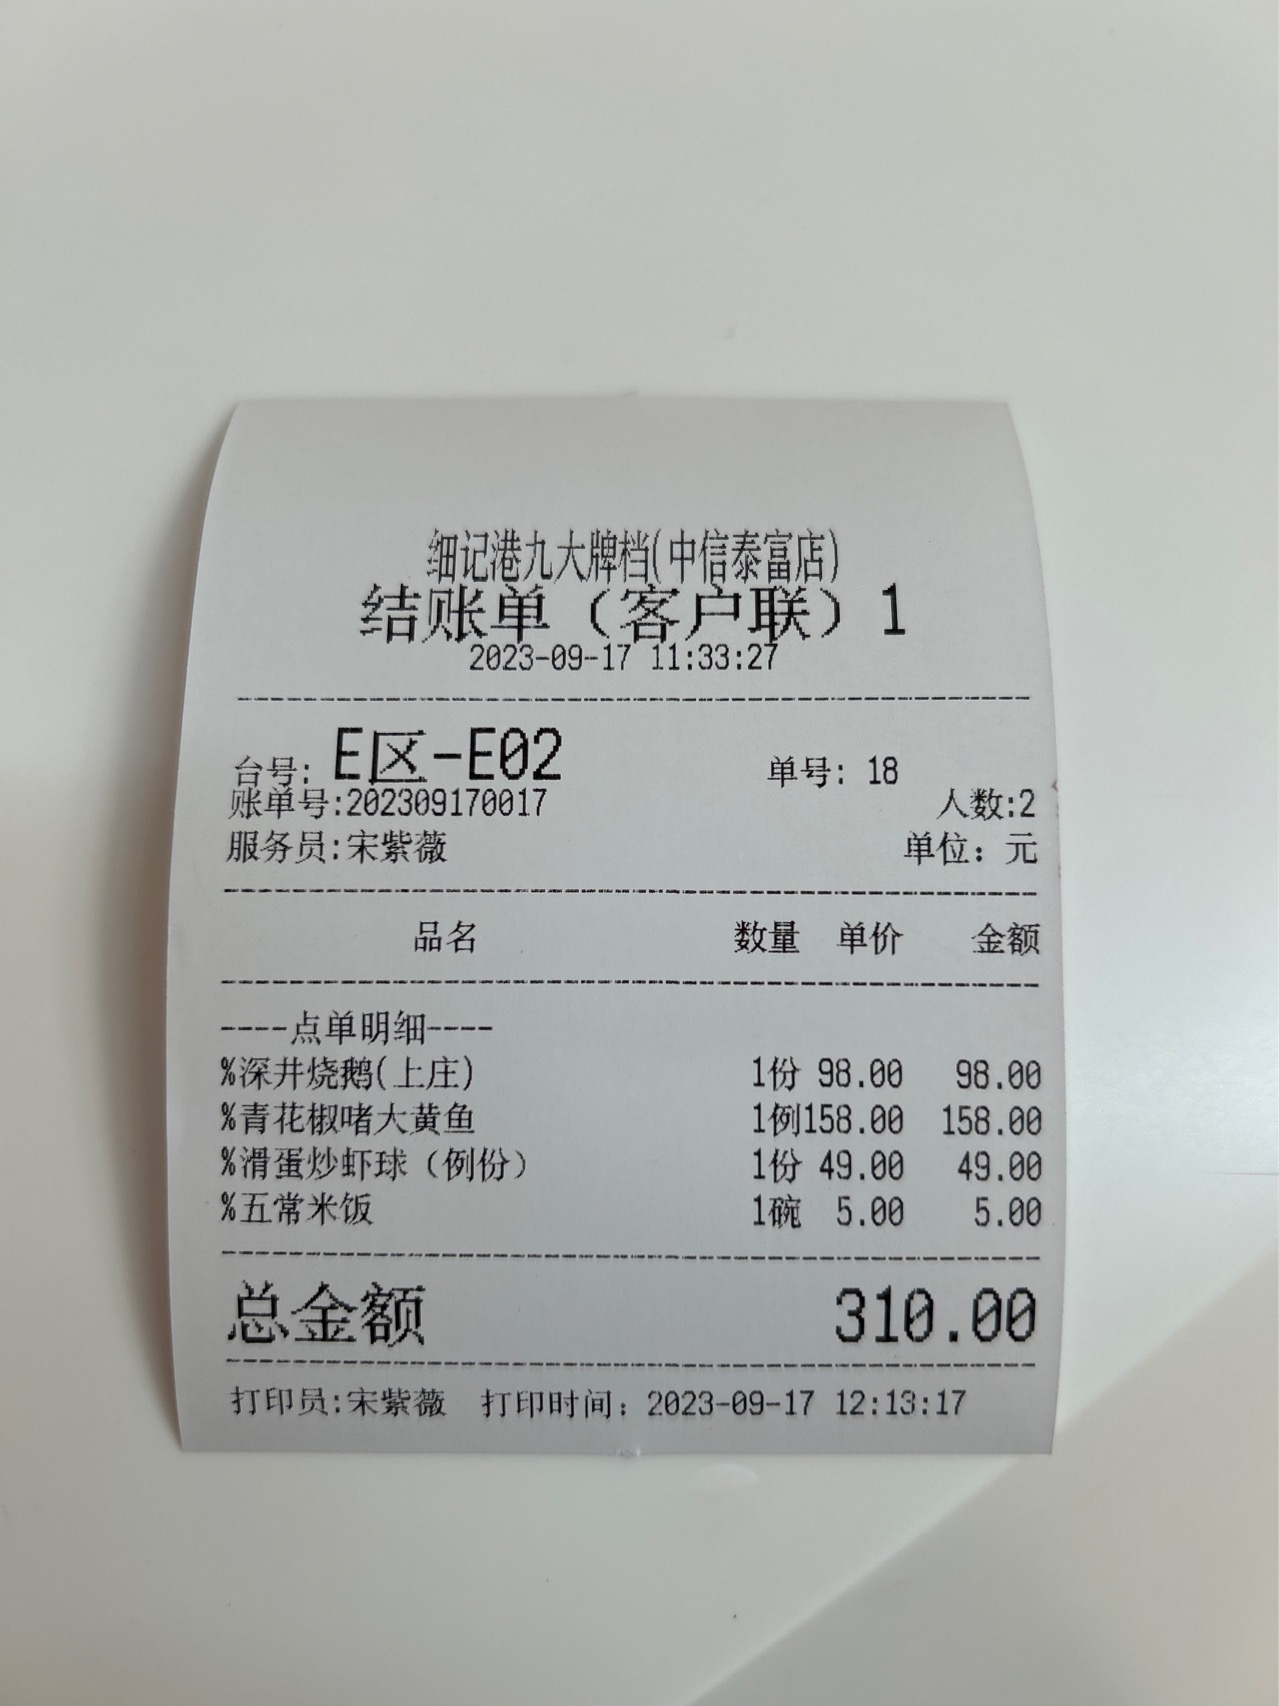 细记港九大牌档(中信泰富店)
结账单（客户联）1
2023-09-17 11:33:27
台号: E区-E02 单号: 18
账单号:202309170017 人数:2
服务员:宋紫薇 单位：元
品名 数量 单价 金额
----点单明细----
%深井烧鹅(上庄) 1份 98.00 98.00
%青花椒啫大黄鱼 1例158.00 158.00
%滑蛋炒虾球（例份） 1份 49.00 49.00
%五常米饭 1碗 5.00 5.00
总金额 310.00
打印员:宋紫薇 打印时间：2023-09-17 12:13:17